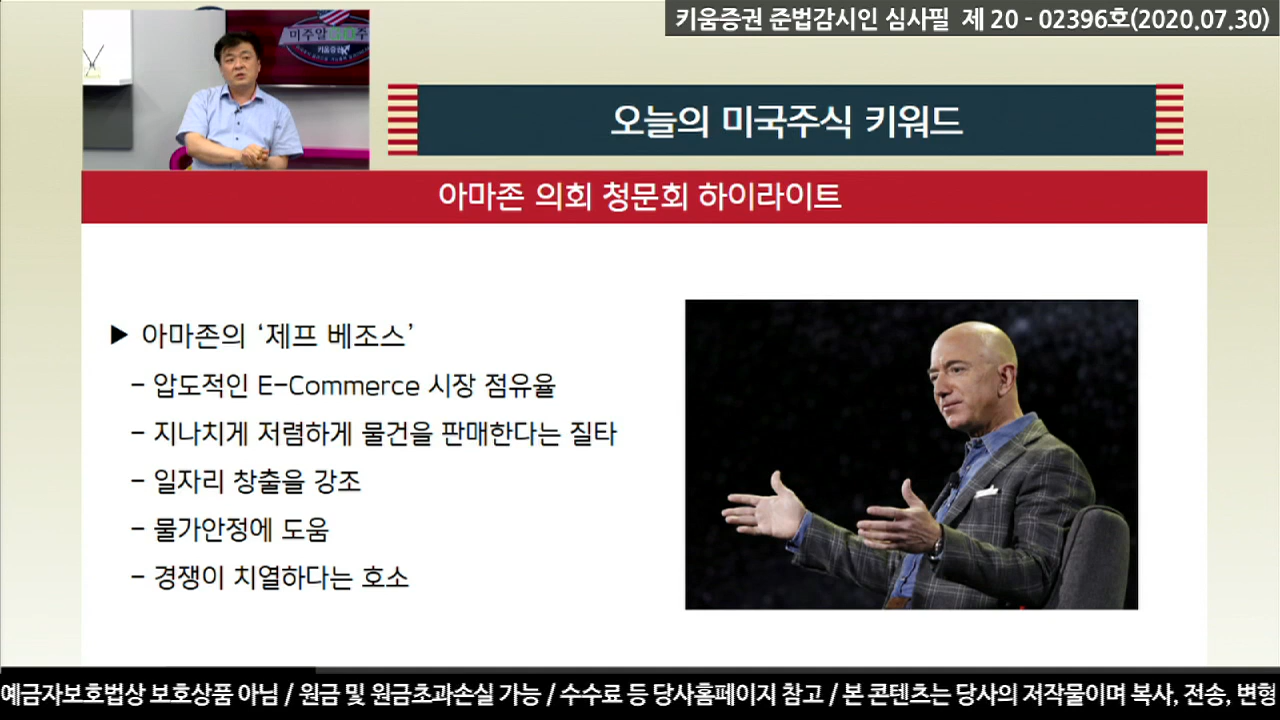 키움증권 준법감시인 심사필 제 20 - 02396호(2020.07.30)
미주알
주
키움증권
오늘의 미국주식 키워드
아마존 의회 청문회 하이라이트
▶ 아마존의 ‘제프 베조스’
- 압도적인 E-Commerce 시장 점유율
- 지나치게 저렴하게 물건을 판매한다는 질타
- 일자리 창출을 강조
- 물가안정에 도움
- 경쟁이 치열하다는 호소
예금자보호법상 보호상품 아님 / 원금 및 원금초과손실 가능 / 수수료 등 당사홈페이지 참고 / 본 콘텐츠는 당사의 저작물이며 복사, 전송, 변형